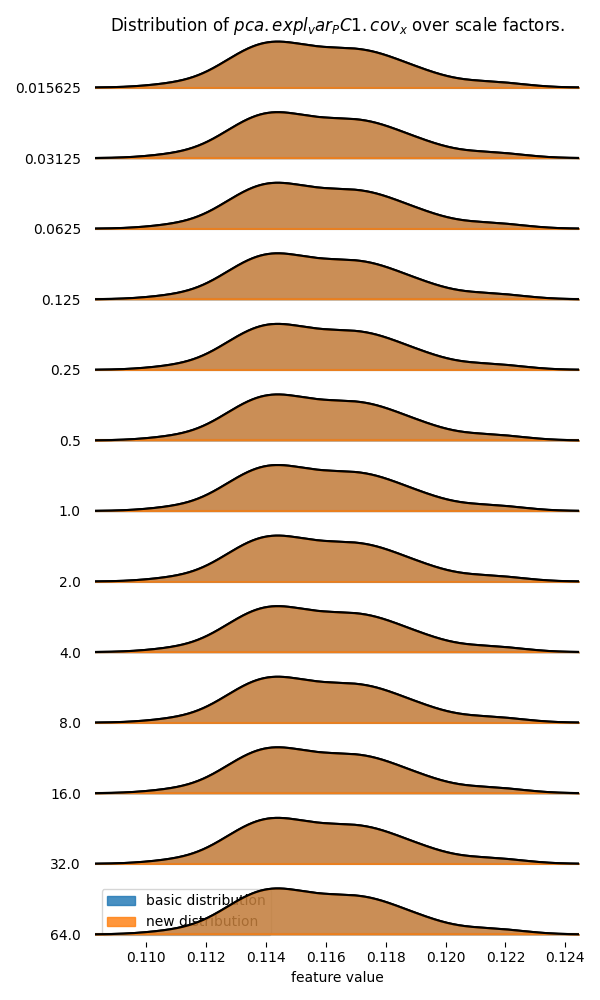 Distribution of pca.expl_var_PC1.cov_x over scale factors.
0.015625
0.03125
0.0625
0.125
0.25
0.5
1.0
2.0
4.0
8.0
16.0
32.0
basic distribution
new distribution
64.0
0.110 0.112 0.114 0.116 0.118 0.120 0.122 0.124
feature value